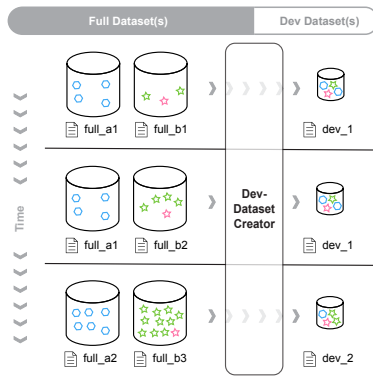 Full Dataset(s)
Dev Dataset(s)
full_a1
full_b1
dev_1
Time
full_a1
full_b2
Dev-
Dataset
Creator
dev_1
full_a2
full_b3
dev_2